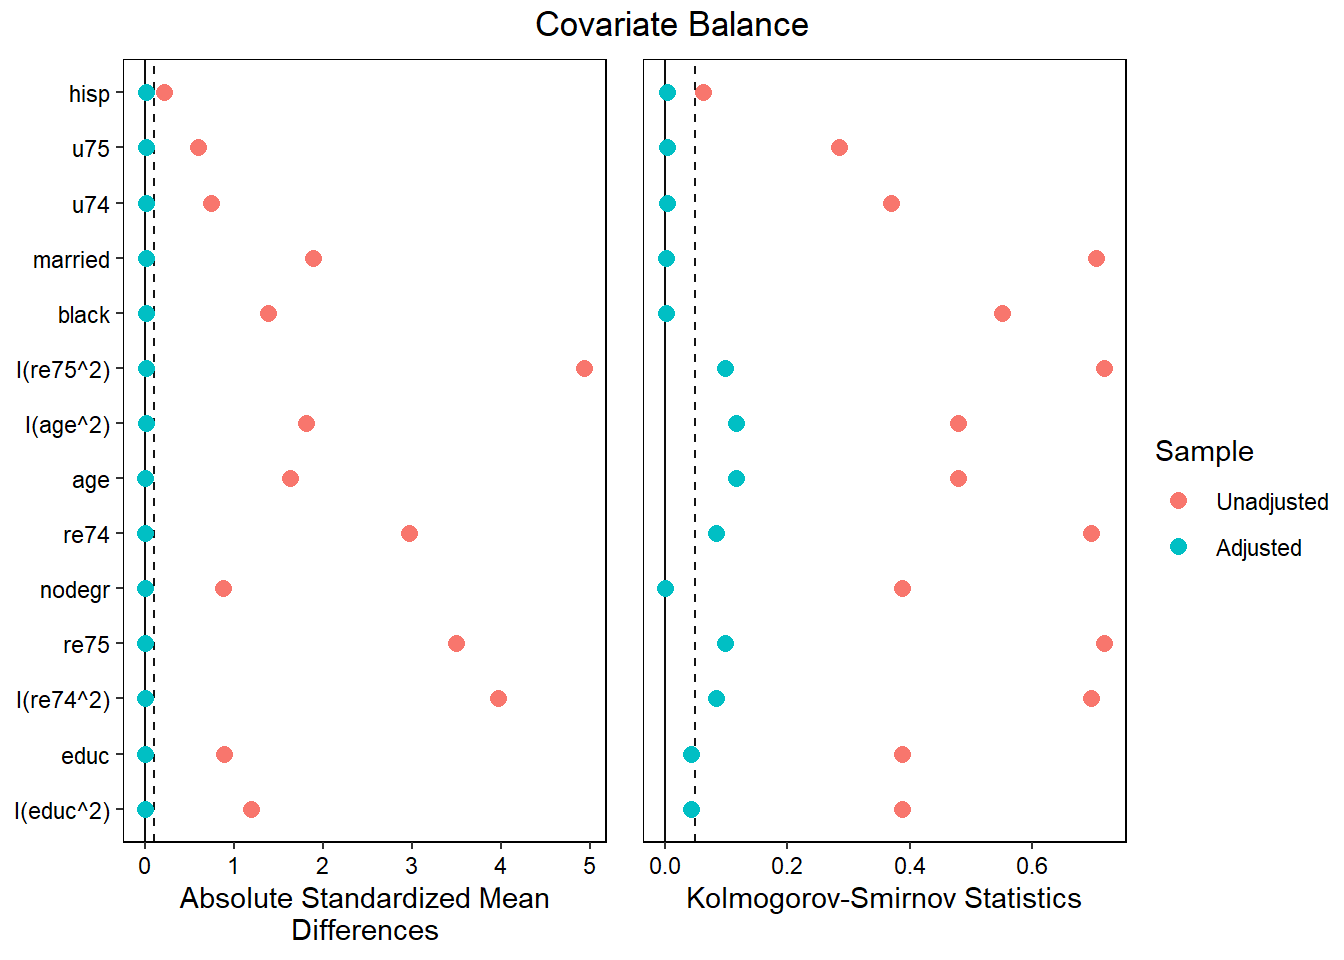 Covariate Balance
hisp
u75
u74
married
black
I(re75^2)
I(age^2)
age
re74
nodegr
re75
I(re74^2)
educ
I(educ^2)
0 1 2 3 4 5
Absolute Standardized Mean
Differences
0.0 0.2 0.4 0.6
Kolmogorov-Smirnov Statistics
Sample
Unadjusted
Adjusted